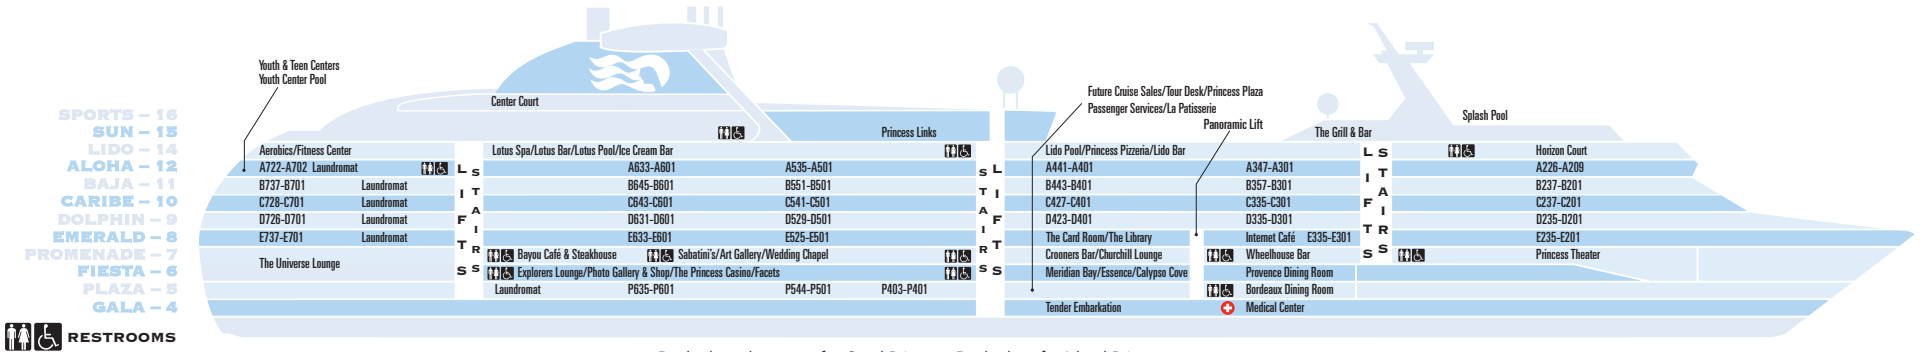 Youth & Teen Centers
Youth Center Pool
Center Court
Future Cruise Sales/Tour Desk/Princess Plaza
Passenger Services/La Patisserie
Panoramic Lift
Splash Pool
SPORTS – 16
SUN – 15 Princess Links The Grill & Bar
LIDO – 14 Aerobics/Fitness Center Lotus Spa/Lotus Bar/Lotus Pool/Ice Cream Bar Lido Pool/Princess Pizzeria/Lido Bar Horizon Court
ALOHA – 12 A722-A702 Laundromat A633-A601 A535-A501 A441-A401 A347-A301 A226-A209
BAJA – 11 B737-B701 Laundromat B645-B601 B551-B501 B443-B401 B357-B301 B237-B201
CARIBE – 10 C728-C701 Laundromat C643-C601 C541-C501 C427-C401 C335-C301 C237-C201
DOLPHIN – 9 D726-D701 Laundromat D631-D601 D529-D501 D423-D401 D335-D301 D235-D201
EMERALD – 8 E737-E701 Laundromat E633-E601 E525-E501 The Card Room/The Library Internet Café E335-E301 E235-E201
PROMENADE – 7 The Universe Lounge Bayou Café & Steakhouse Sabatini's/Art Gallery/Wedding Chapel Crooners Bar/Churchill Lounge Wheelhouse Bar Princess Theater
FIESTA – 6 Explorers Lounge/Photo Gallery & Shop/The Princess Casino/Facets Meridian Bay/Essence/Calypso Cove Provence Dining Room
PLAZA – 5 Laundromat P635-P601 P544-P501 P403-P401 Bordeaux Dining Room
GALA – 4 Tender Embarkation Medical Center
LIFTS
STAIRS
STAIRS
LIFTS
LIFTS
STAIRS
RESTROOMS